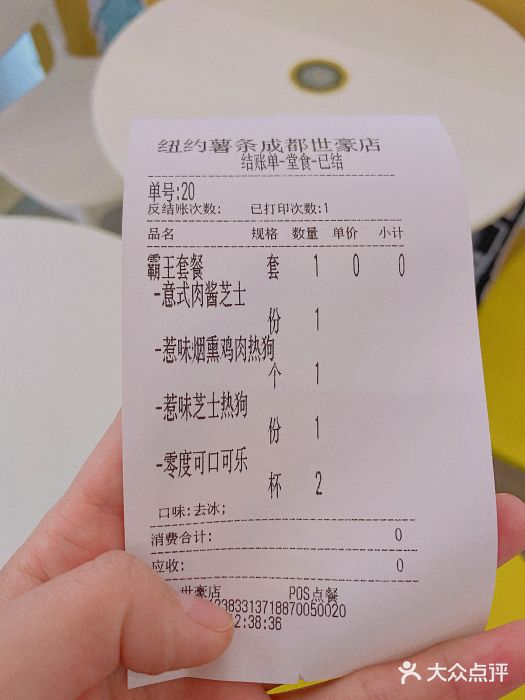 纽约薯条成都世豪店
结账单-堂食-已结
单号:20
反结账次数: 已打印次数:1
品名 规格 数量 单价 小计
霸王套餐 套 1 0 0
-意式肉酱芝士
份 1
-惹味烟熏鸡肉热狗
个 1
-惹味芝士热狗
份 1
-零度可口可乐
杯 2
口味:去冰;
消费合计: 0
应收: 0
世豪店 POS点餐
2383313718870050020
2:38:36
大众点评